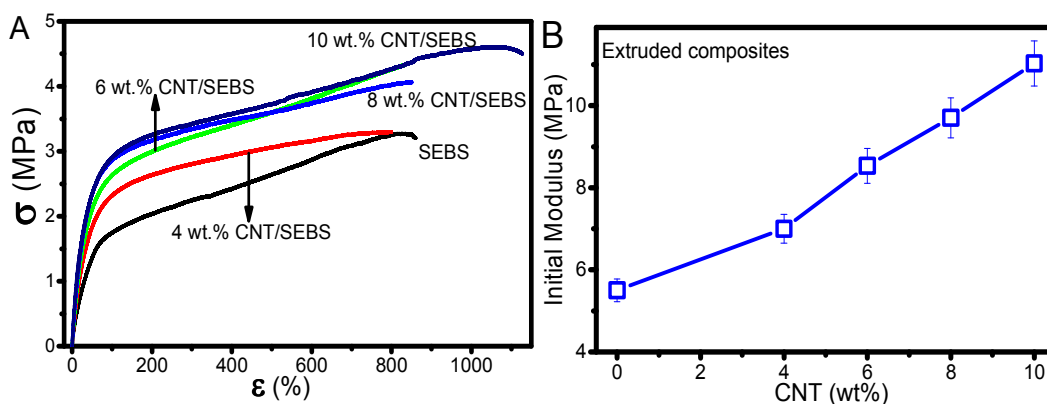 A
5
4
3
2
1
0
σ (MPa)
10 wt.% CNT/SEBS
6 wt.% CNT/SEBS
8 wt.% CNT/SEBS
SEBS
4 wt.% CNT/SEBS
0 200 400 600 800 1000
ε (%)
B
Extruded composites
10
8
6
4
Initial Modulus (MPa)
0 2 4 6 8 10
CNT (wt%)